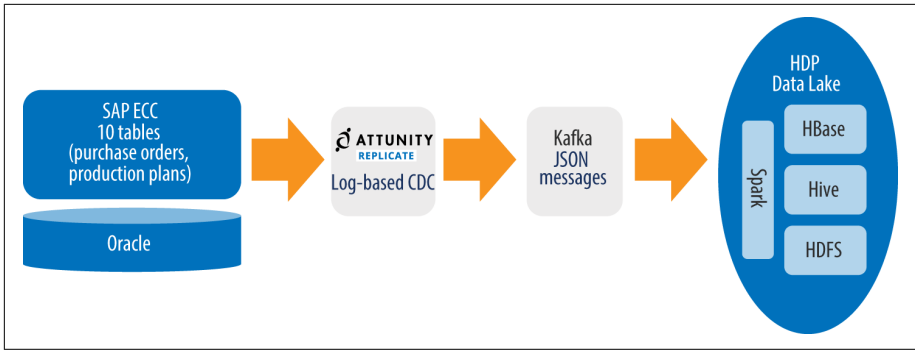 SAP ECC
10 tables
(purchase orders,
production plans)
Oracle
ATTUNITY
REPLICATE
Log-based CDC
Kafka
JSON
messages
HDP
Data Lake
Spark
HBase
Hive
HDFS